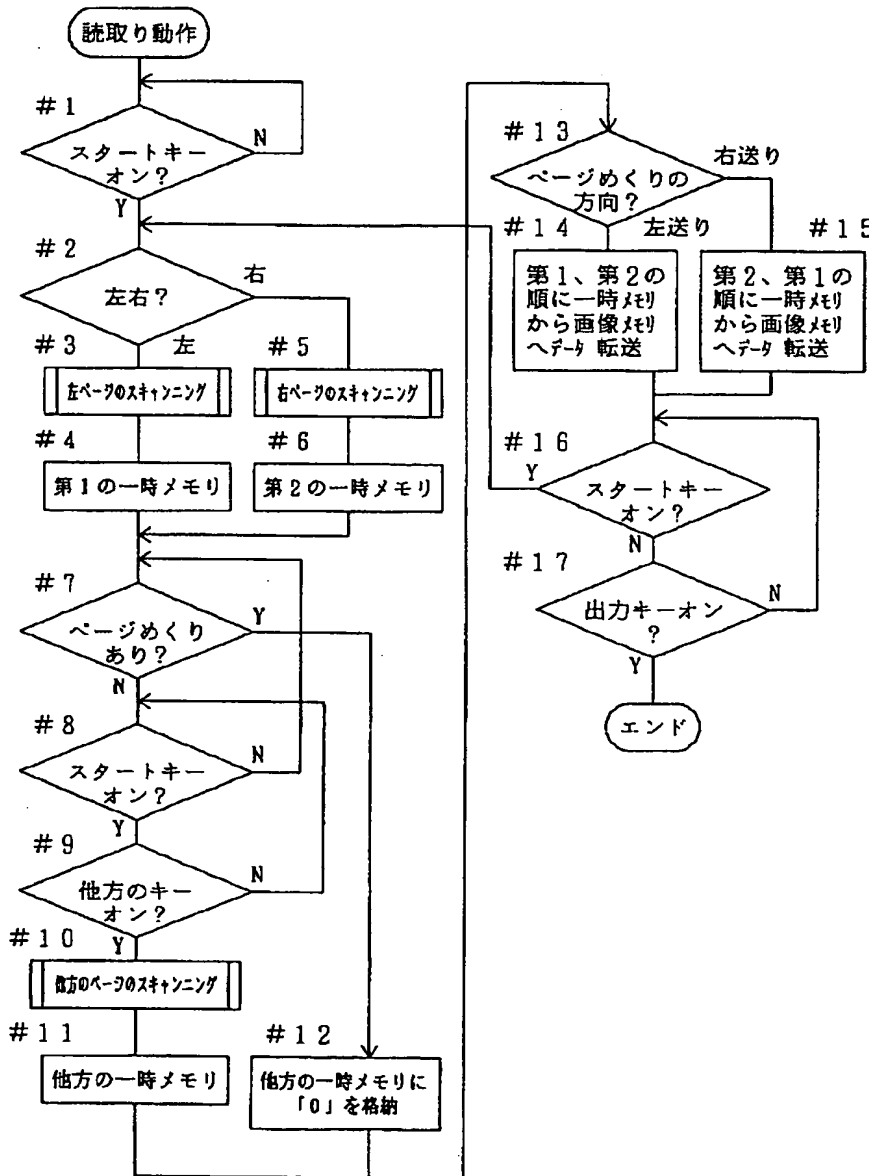 読取り動作
#1
スタートキー
オン?
N
Y
#2
左右?
右
左
#3
左ページのスキャンニング
#5
右ページのスキャンニング
#4
第1の一時メモリ
#6
第2の一時メモリ
#7
ページめくり
あり?
Y
N
#8
スタートキー
オン?
N
Y
#9
他方のキー
オン?
N
Y
#10
他方のページのスキャンニング
#11
他方の一時メモリ
#12
他方の一時メモリに
「0」を格納
#13
ページめくりの
方向?
右送り
左送り
#14
第1、第2の
順に一時メモリ
から画像メモリ
へデータ 転送
#15
第2、第1の
順に一時メモリ
から画像メモリ
へデータ 転送
#16
Y
スタートキー
オン?
N
#17
出力キーオン
?
N
Y
エンド